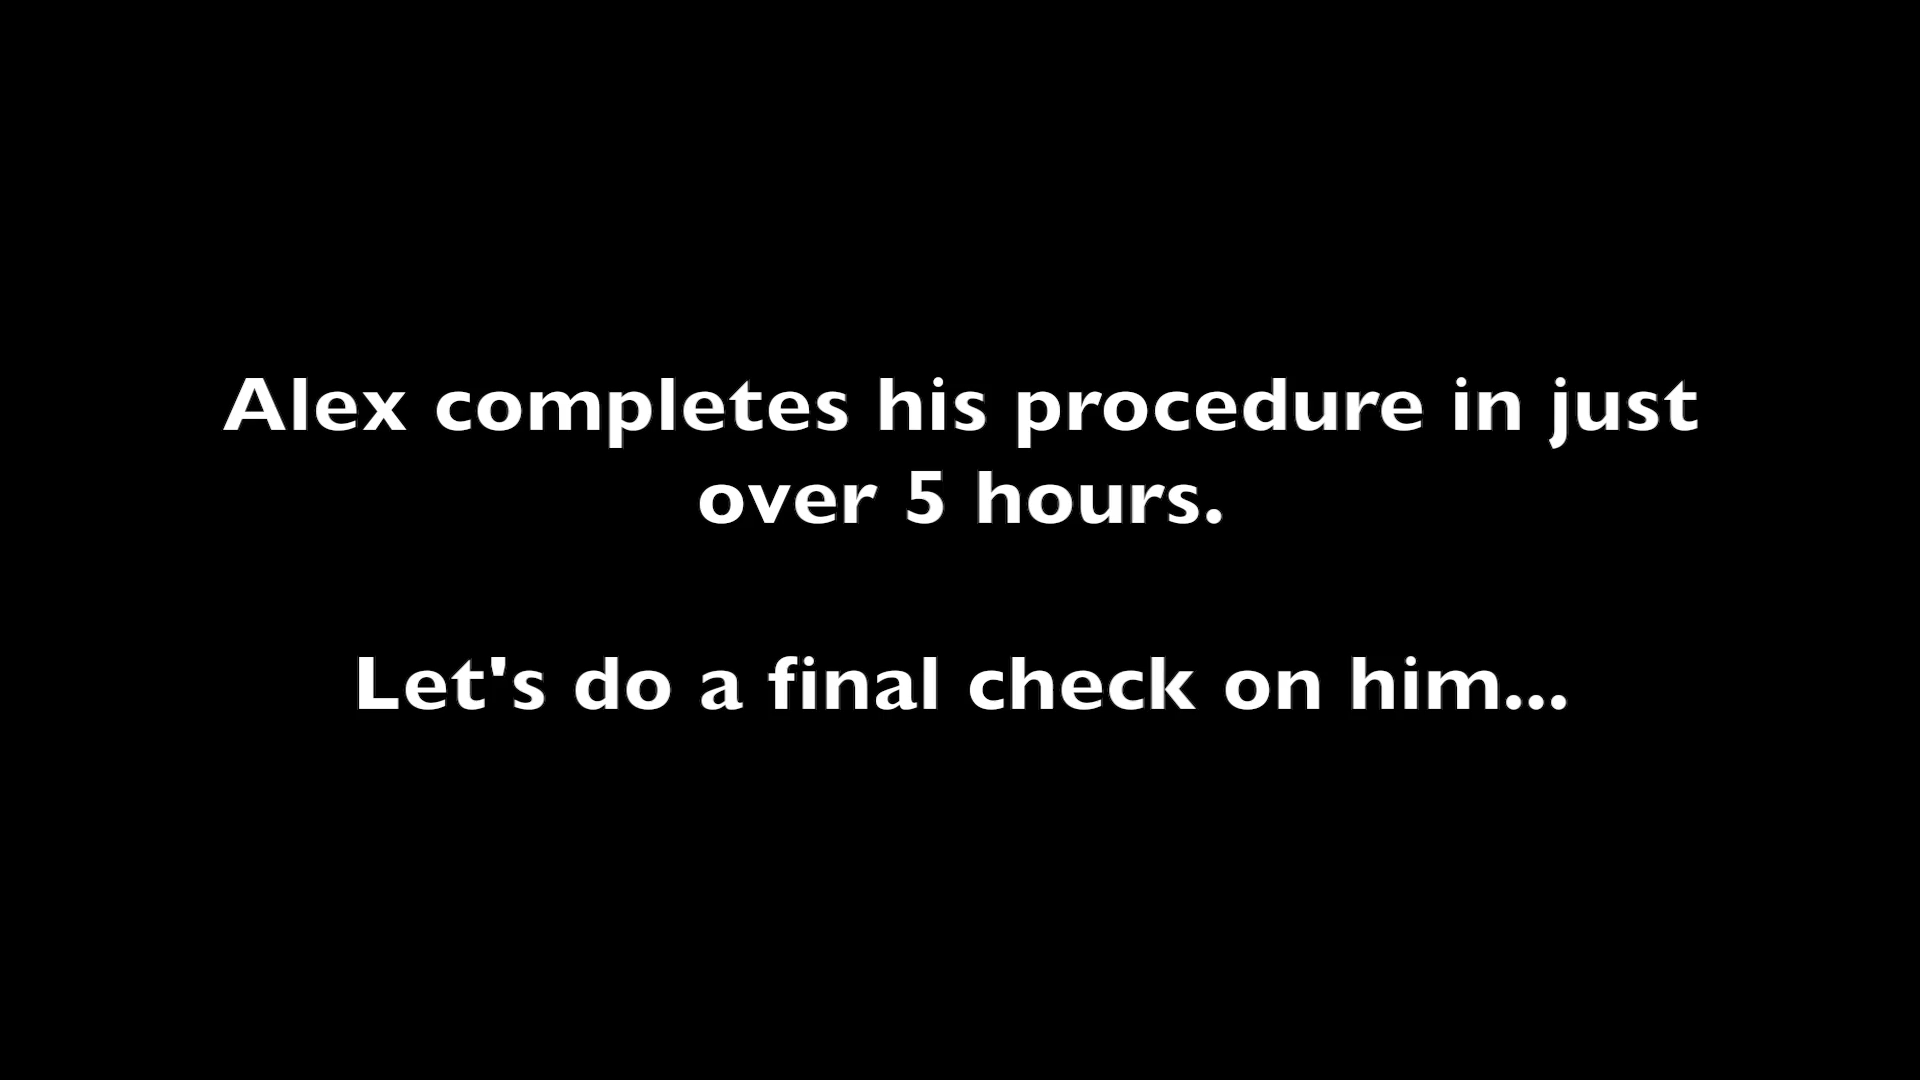 Alex completes his procedure in just
over 5 hours.
Let's do a final check on him...